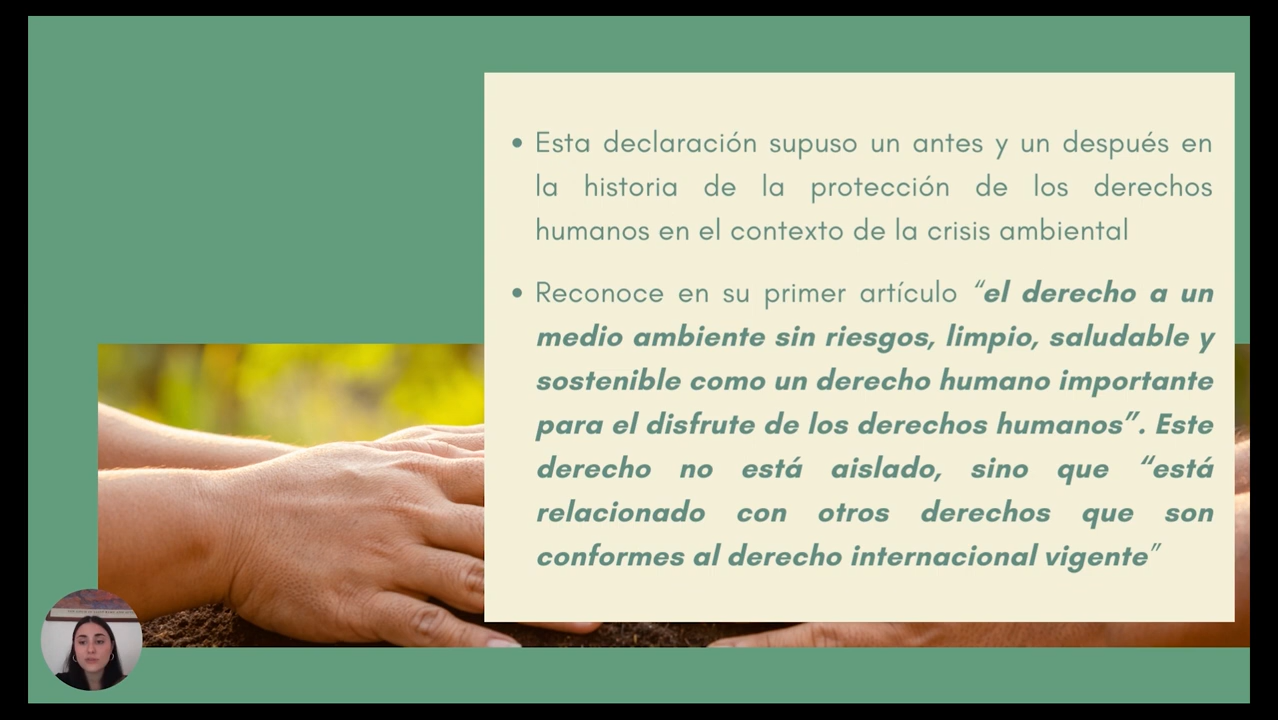 • Esta declaración supuso un antes y un después en
la historia de la protección de los derechos
humanos en el contexto de la crisis ambiental
• Reconoce en su primer artículo “el derecho a un
medio ambiente sin riesgos, limpio, saludable y
sostenible como un derecho humano importante
para el disfrute de los derechos humanos”. Este
derecho no está aislado, sino que “está
relacionado con otros derechos que son
conformes al derecho internacional vigente”